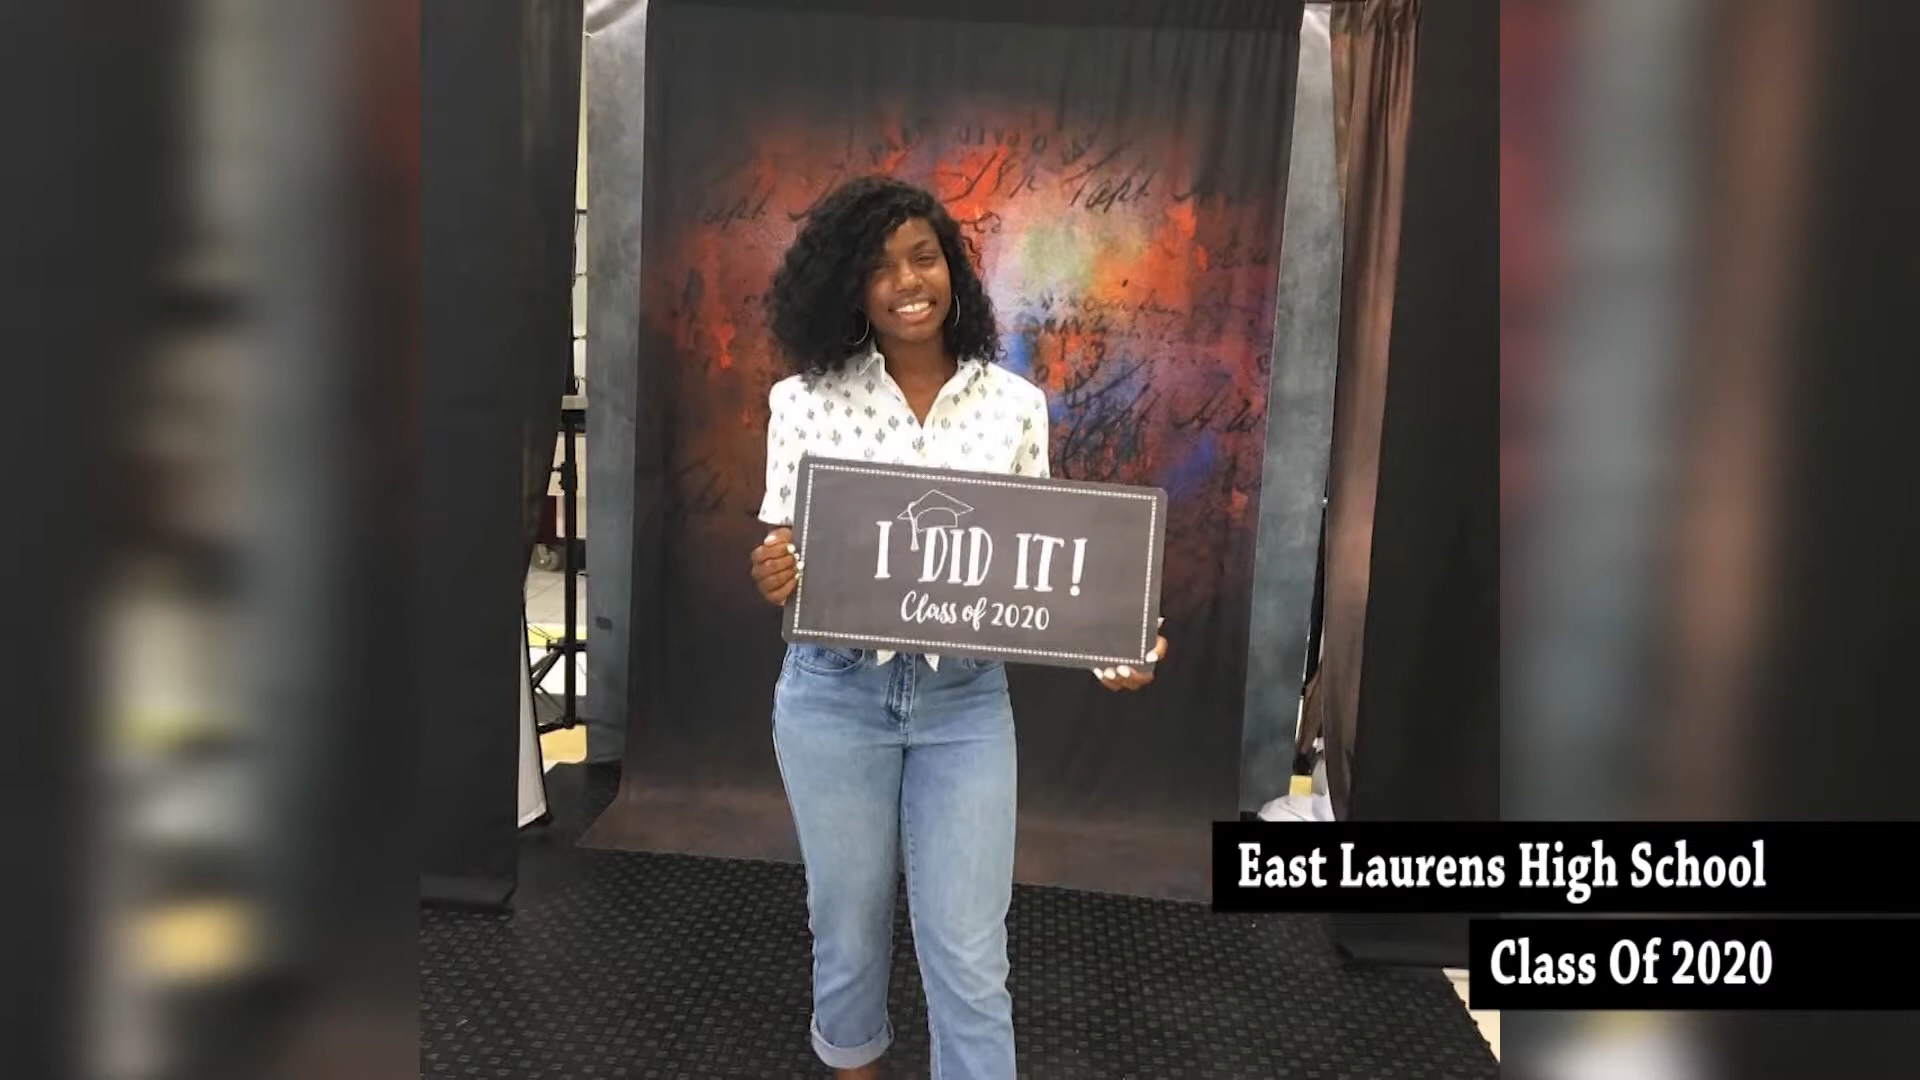 I DID IT!
Class of 2020
East Laurens High School
Class Of 2020